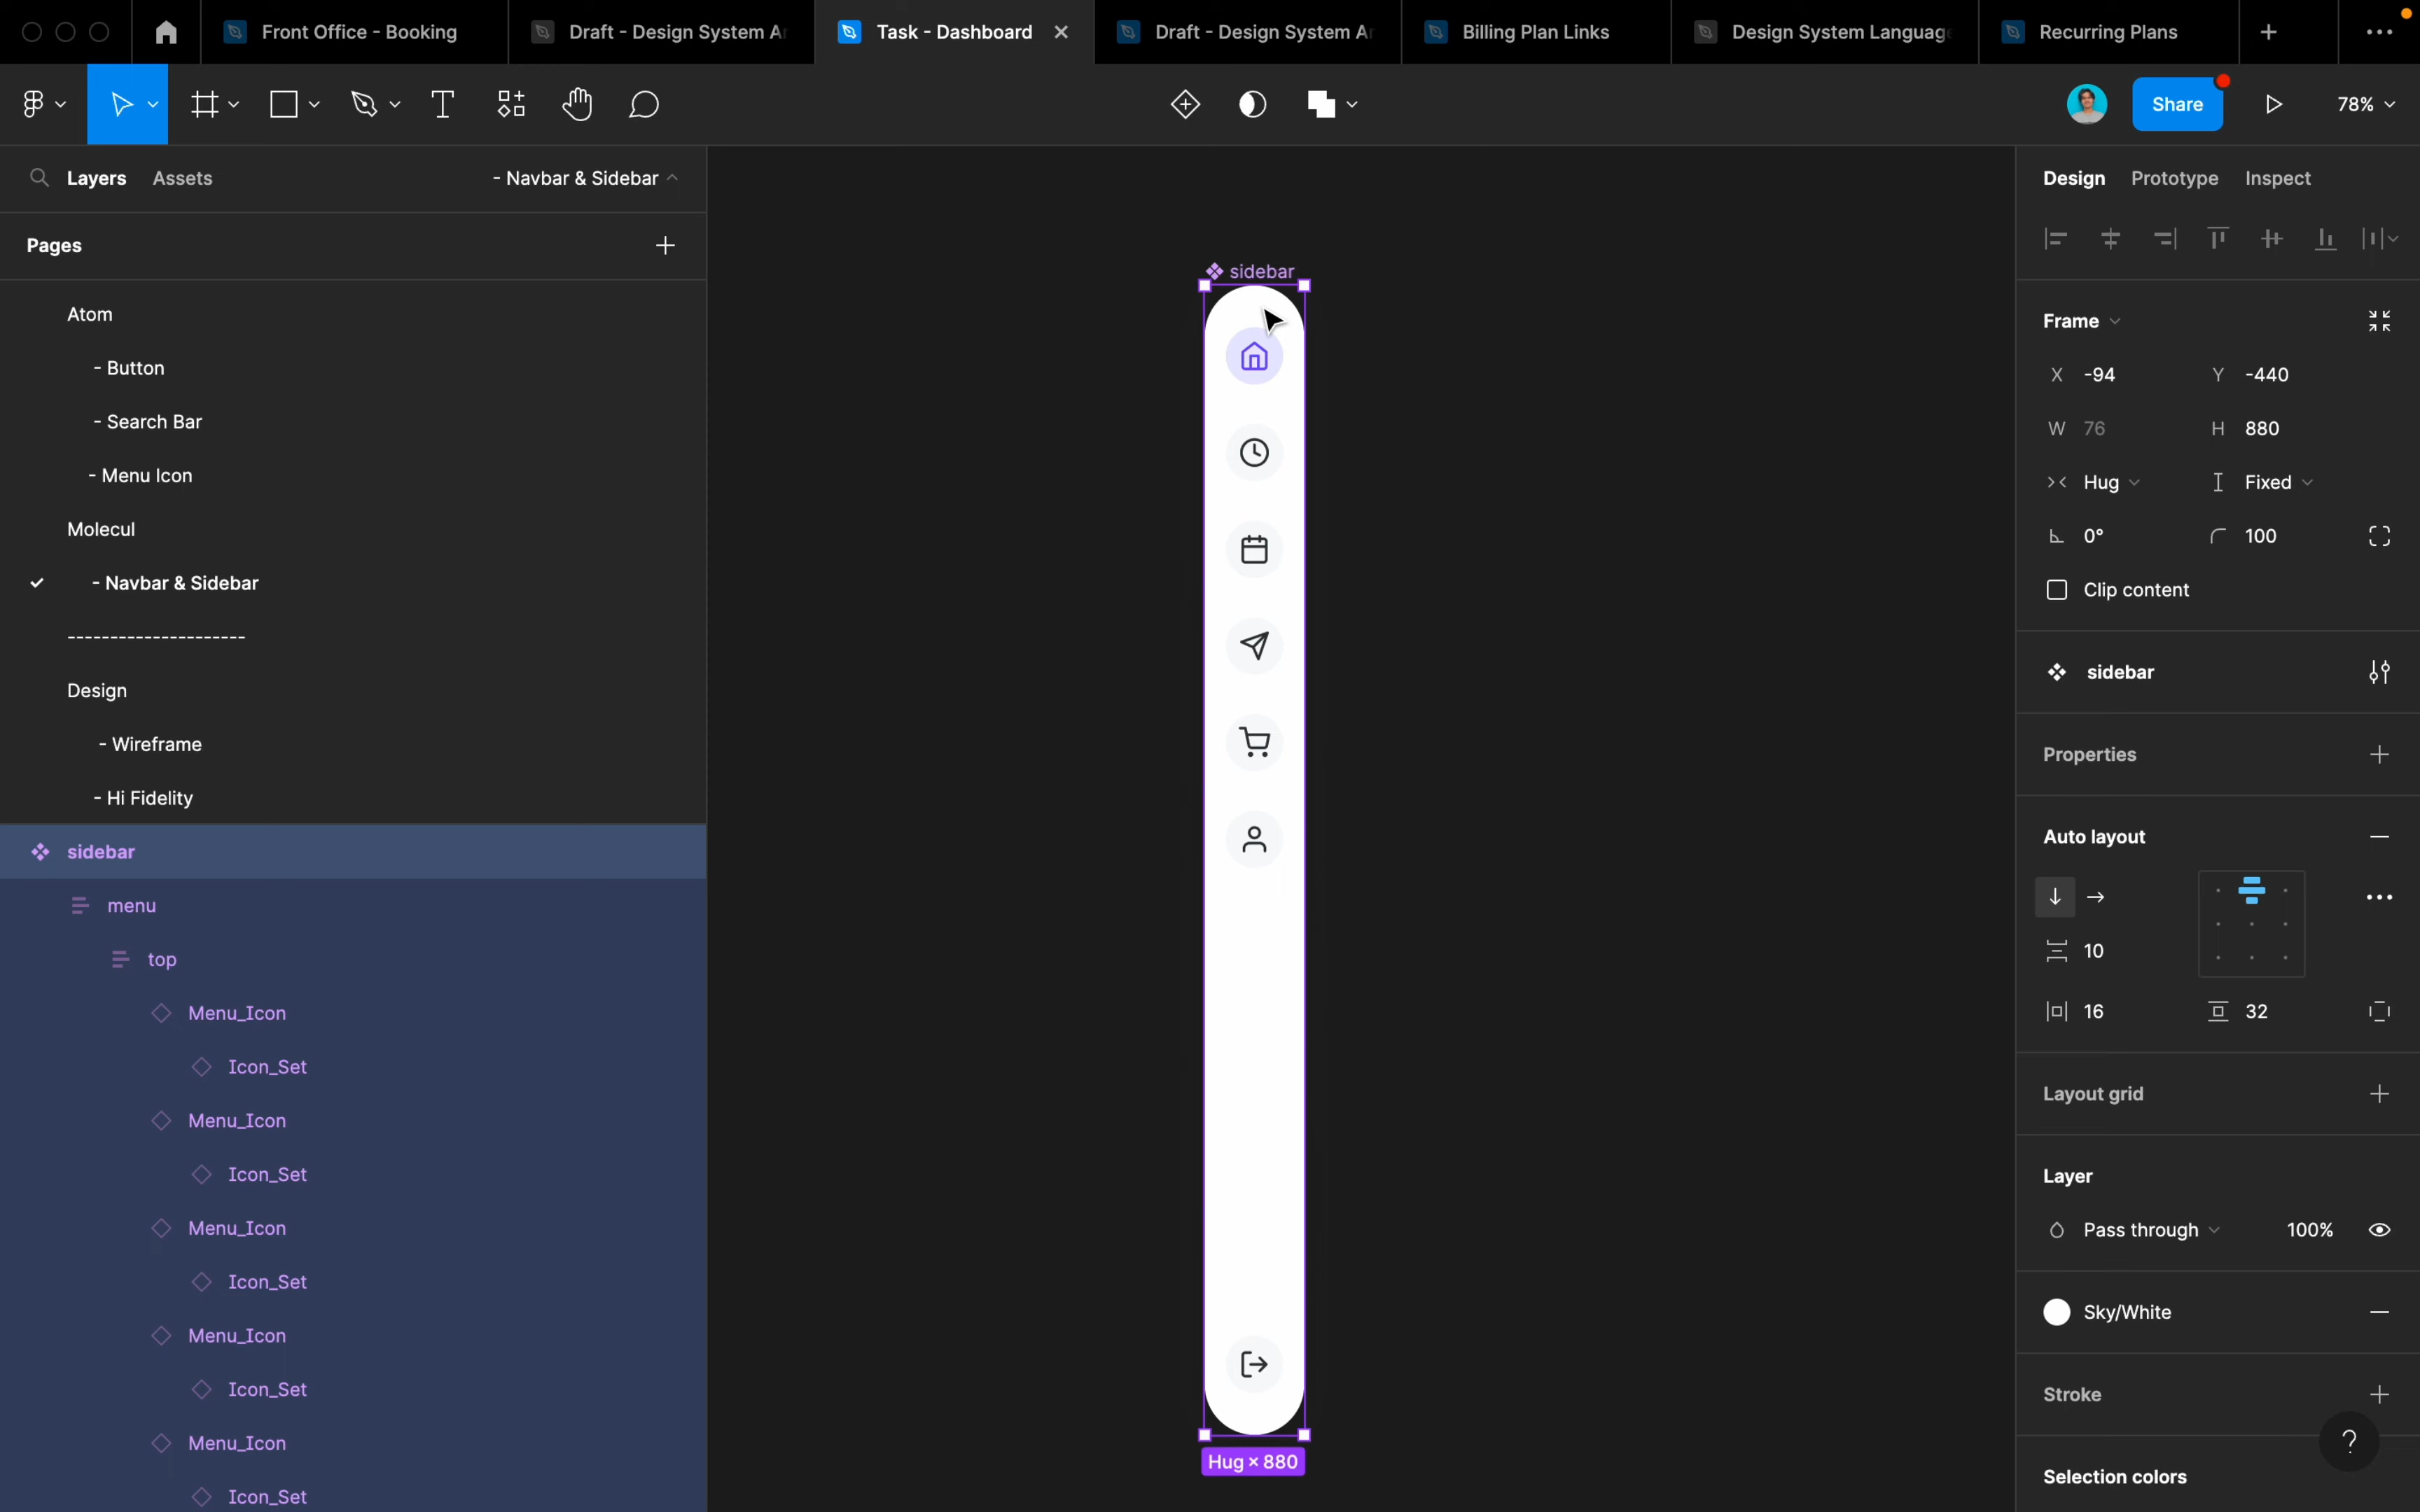 Front Office - Booking
Draft - Design System Ar
Task - Dashboard
Draft - Design System Ar
Billing Plan Links
Design System Language
Recurring Plans
Share
78%
Layers
Assets
- Navbar & Sidebar
Pages
Atom
- Button
- Search Bar
- Menu Icon
Molecul
- Navbar & Sidebar
---------------------
Design
- Wireframe
- Hi Fidelity
sidebar
menu
top
Menu_Icon
Icon_Set
Menu_Icon
Icon_Set
Menu_Icon
Icon_Set
Menu_Icon
Icon_Set
Menu_Icon
Icon_Set
sidebar
Hug × 880
Design
Prototype
Inspect
Frame
X -94
Y -440
W 76
H 880
Hug
Fixed
0°
100
Clip content
sidebar
Properties
Auto layout
10
16
32
Layout grid
Layer
Pass through
100%
Sky/White
Stroke
?
Selection colors